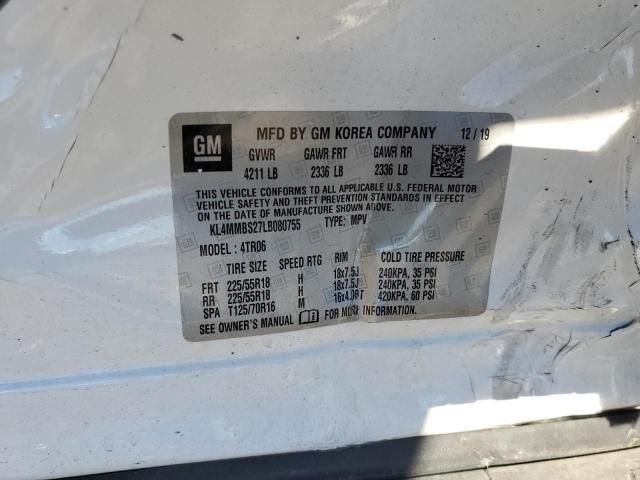 GM
MFD BY GM KOREA COMPANY 12 / 19
GVWR GAWR FRT GAWR RR
4211 LB 2336 LB 2336 LB
THIS VEHICLE CONFORMS TO ALL APPLICABLE U.S. FEDERAL MOTOR
VEHICLE SAFETY AND THEFT PREVENTION STANDARDS IN EFFECT
ON THE DATE OF MANUFACTURE SHOWN ABOVE.
KL4MMBS27LB080755 TYPE: MPV
MODEL : 4TR06
TIRE SIZE SPEED RTG RIM COLD TIRE PRESSURE
FRT 225/55R18 H 18x7.5J 240KPA, 35 PSI
RR 225/55R18 H 18x7.5J 240KPA, 35 PSI
SPA T125/70R16 M 16x4.0BT 420KPA, 60 PSI
SEE OWNER'S MANUAL FOR MORE INFORMATION.